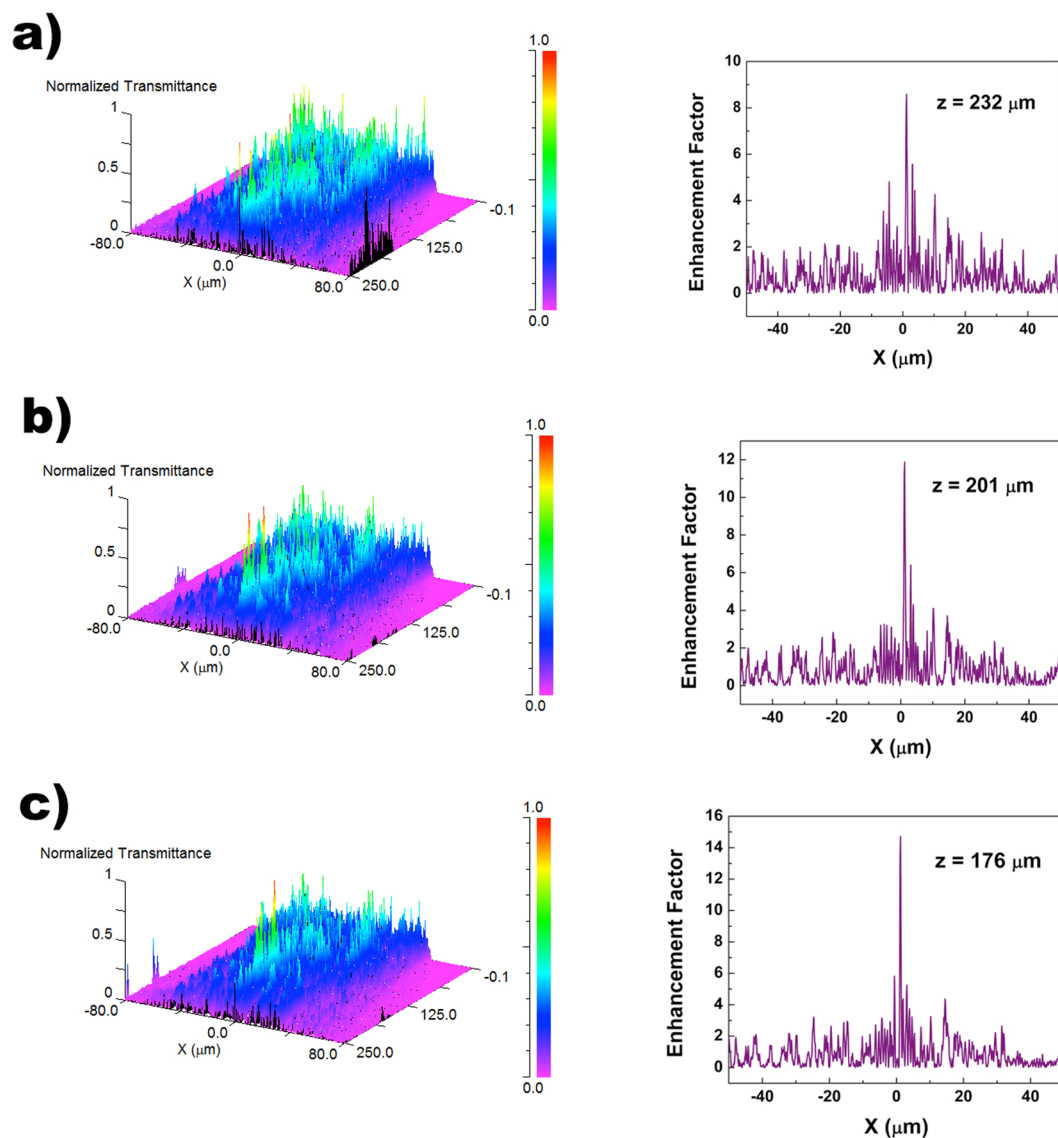 a)
Normalized Transmittance
1
0.5
0
-80.0
0.0
80.0
X (μm)
250.0
125.0
-0.1
1.0
0.0
10
8
6
4
2
0
Enhancement Factor
z = 232 μm
-40 -20 0 20 40
X (μm)
b)
Normalized Transmittance
1
0.5
0
-80.0
0.0
80.0
X (μm)
250.0
125.0
-0.1
1.0
0.0
12
10
8
6
4
2
0
Enhancement Factor
z = 201 μm
-40 -20 0 20 40
X (μm)
c)
Normalized Transmittance
1
0.5
0
-80.0
0.0
80.0
X (μm)
250.0
125.0
-0.1
1.0
0.0
16
14
12
10
8
6
4
2
0
Enhancement Factor
z = 176 μm
-40 -20 0 20 40
X (μm)